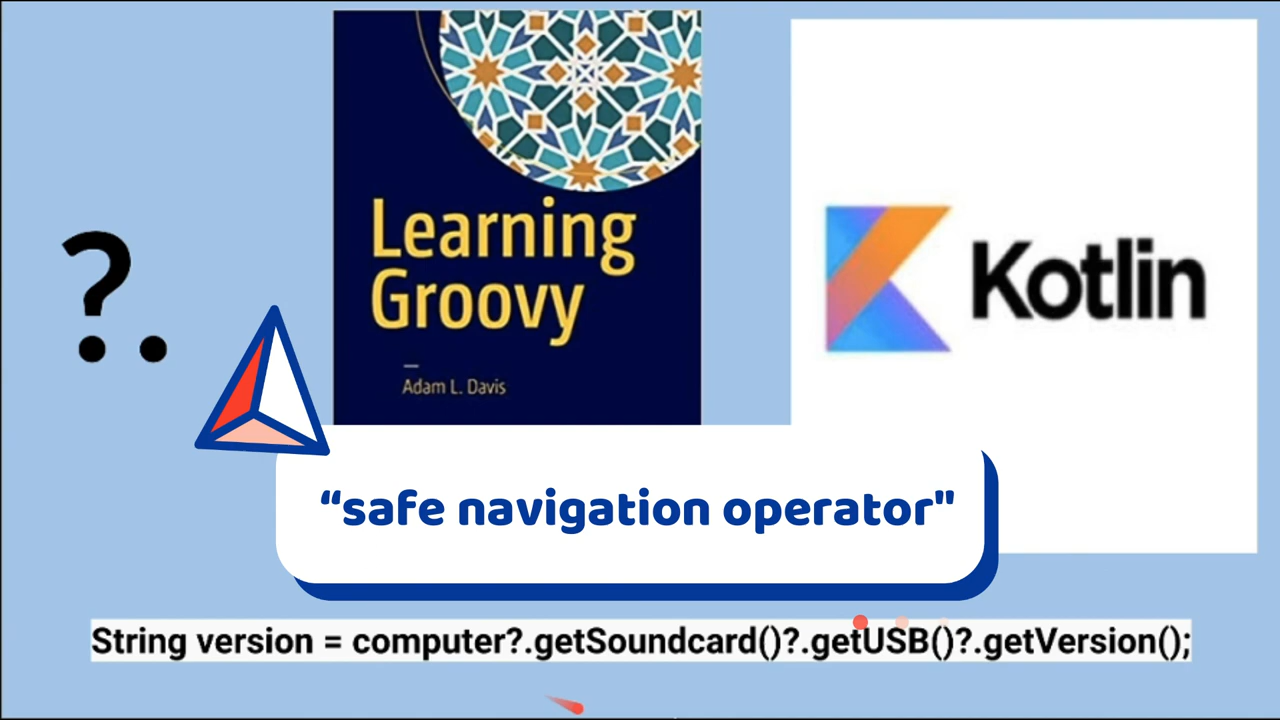 ?.
Learning
Groovy
Adam L. Davis
Kotlin
“safe navigation operator"
String version = computer?.getSoundcard()?.getUSB()?.getVersion();